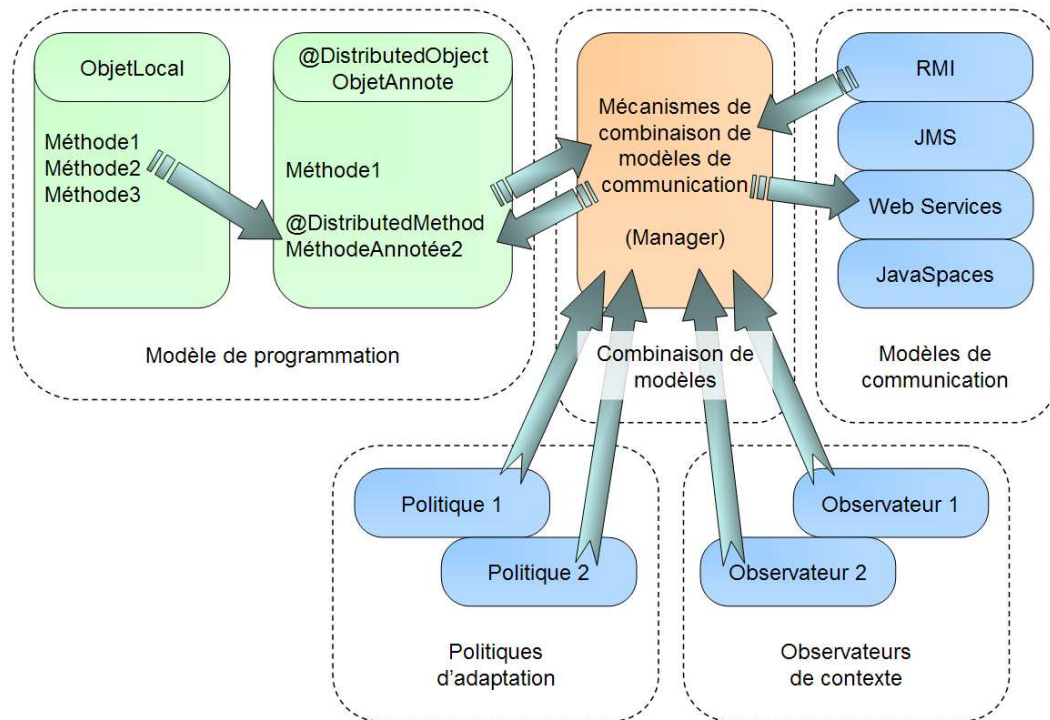 ObjetLocal
Méthode1
Méthode2
Méthode3
@DistributedObject
ObjetAnnote
Méthode1
@DistributedMethod
MéthodeAnnotée2
Modèle de programmation
Mécanismes de
combinaison de
modèles de
communication
(Manager)
Combinaison de
modèles
RMI
JMS
Web Services
JavaSpaces
Modèles de
communication
Politique 1
Politique 2
Politiques
d'adaptation
Observateur 1
Observateur 2
Observateurs
de contexte